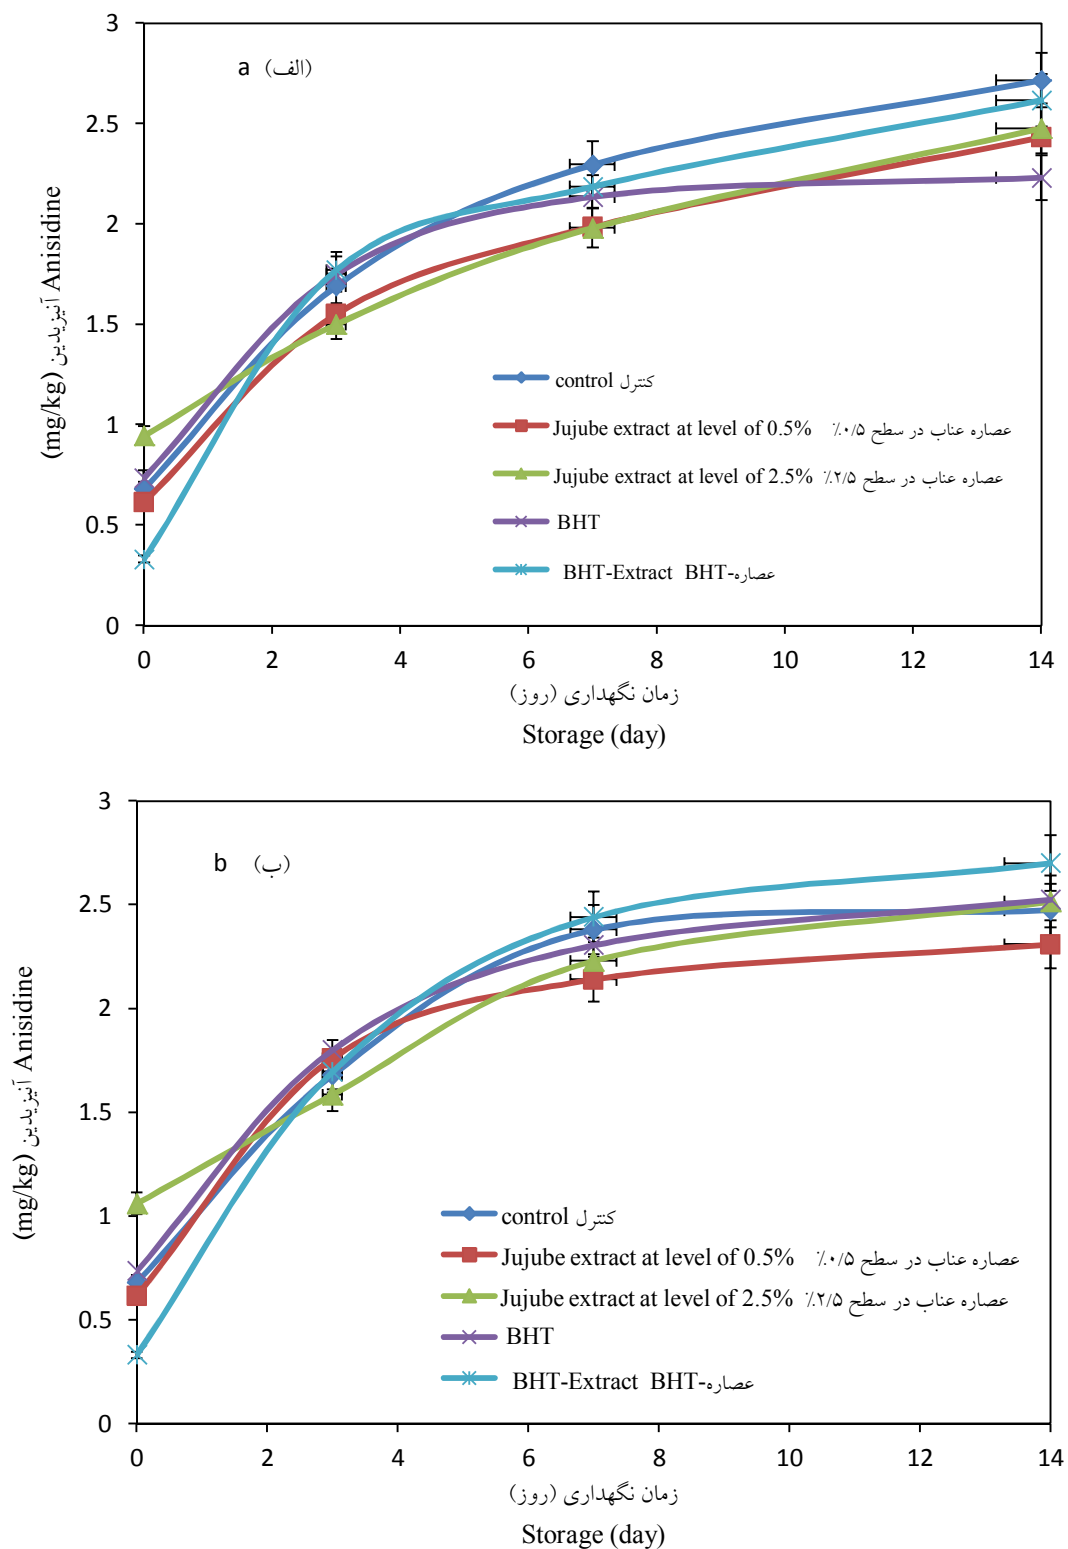 3
2.5
2
1.5
1
0.5
0
a (الف)
آنیزیدین Anisidine (mg/kg)
control کنترل
Jujube extract at level of 0.5% عصاره عناب در سطح ۰/۵٪
Jujube extract at level of 2.5% عصاره عناب در سطح ۲/۵٪
BHT
BHT-Extract BHT-عصاره
0 2 4 6 8 10 12 14
زمان نگهداری (روز)
Storage (day)
3
2.5
2
1.5
1
0.5
0
b (ب)
آنیزیدین Anisidine (mg/kg)
control کنترل
Jujube extract at level of 0.5% عصاره عناب در سطح ۰/۵٪
Jujube extract at level of 2.5% عصاره عناب در سطح ۲/۵٪
BHT
BHT-Extract BHT-عصاره
0 2 4 6 8 10 12 14
زمان نگهداری (روز)
Storage (day)